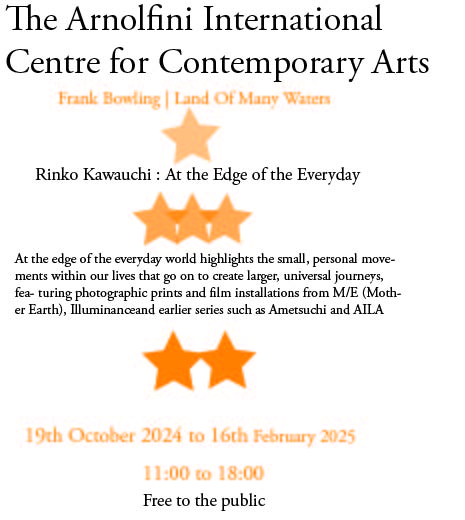 The Arnolfini International
Centre for Contemporary Arts
Frank Bowling | Land Of Many Waters
Rinko Kawauchi : At the Edge of the Everyday
At the edge of the everyday world highlights the small, personal move-
ments within our lives that go on to create larger, universal journeys,
fea- turing photographic prints and film installations from M/E (Moth-
er Earth), Illuminanceand earlier series such as Ametsuchi and AILA
19th October 2024 to 16th February 2025
11:00 to 18:00
Free to the public